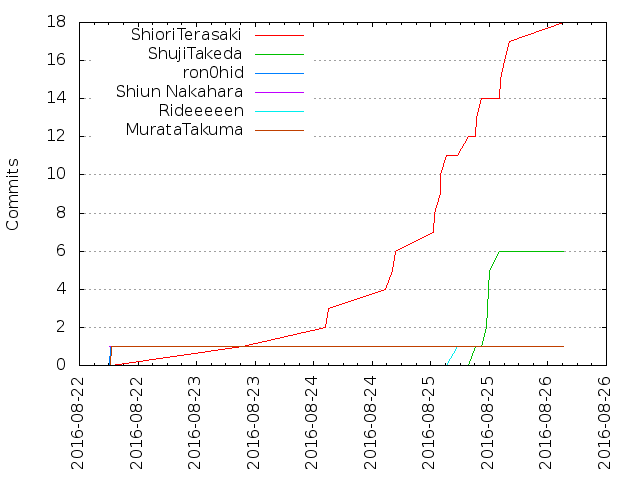 18
16
14
12
10
8
6
4
2
0
Commits
ShioriTerasaki
ShujiTakeda
ron0hid
Shiun Nakahara
Rideeeeen
MurataTakuma
2016-08-22
2016-08-22
2016-08-23
2016-08-23
2016-08-24
2016-08-24
2016-08-25
2016-08-25
2016-08-26
2016-08-26